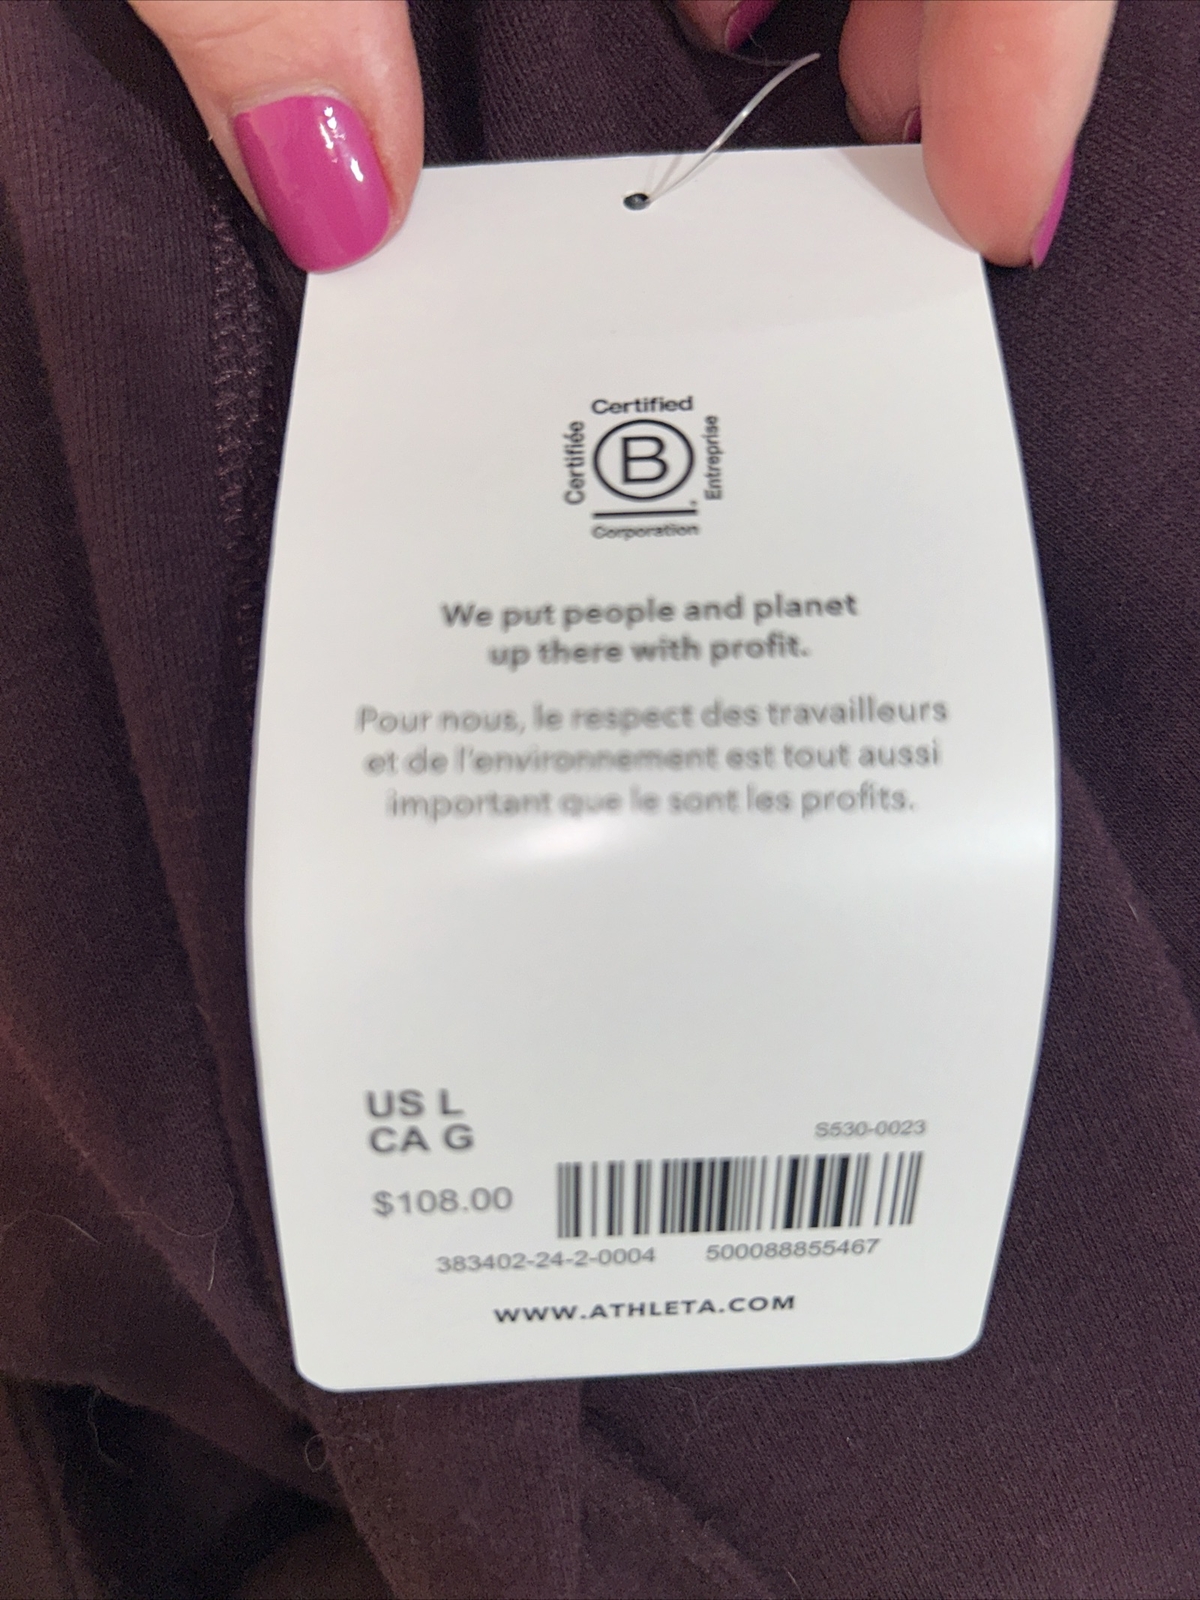 Certified
Certifiée
B
Entreprise
Corporation
We put people and planet
up there with profit.
Pour nous, le respect des travailleurs
et de l'environnement est tout aussi
important que le sont les profits.
US L
CA G
S530-0023
$108.00
383402-24-2-0004 500088855467
WWW.ATHLETA.COM